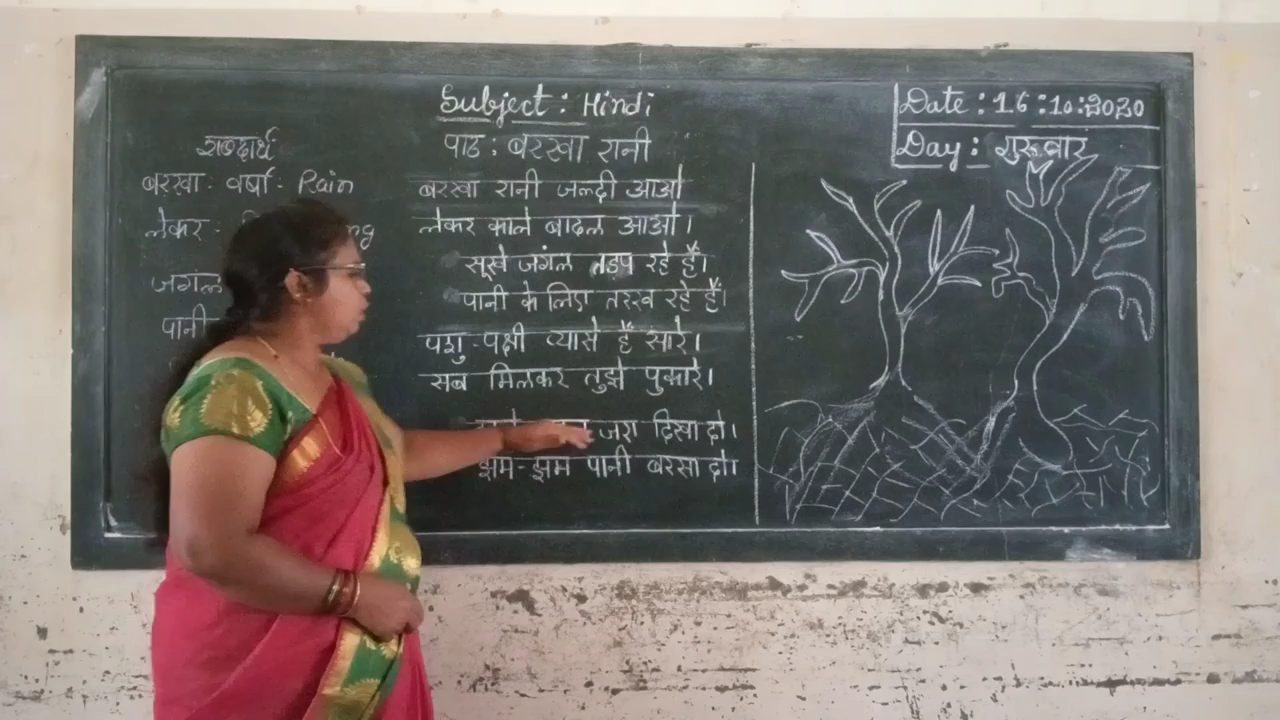 Subject : Hindi
Date : 16 : 10 : 2020
Day : गुरूवार
पाठ : बरखा रानी
शब्दार्थ
बरखा : वर्षा : Rain
लेकर -
जगंल
पानी
बरखा रानी जल्दी आओ
लेकर काले बादल आओ।
सूखे जंगल तड़प रहे हैं।
पानी के लिए तरस रहे हैं।
पशु-पक्षी प्यासे हैं सारे।
सब मिलकर तुझे पुकारे।
जरा दिखा दो।
झम-झम पानी बरसा दो।